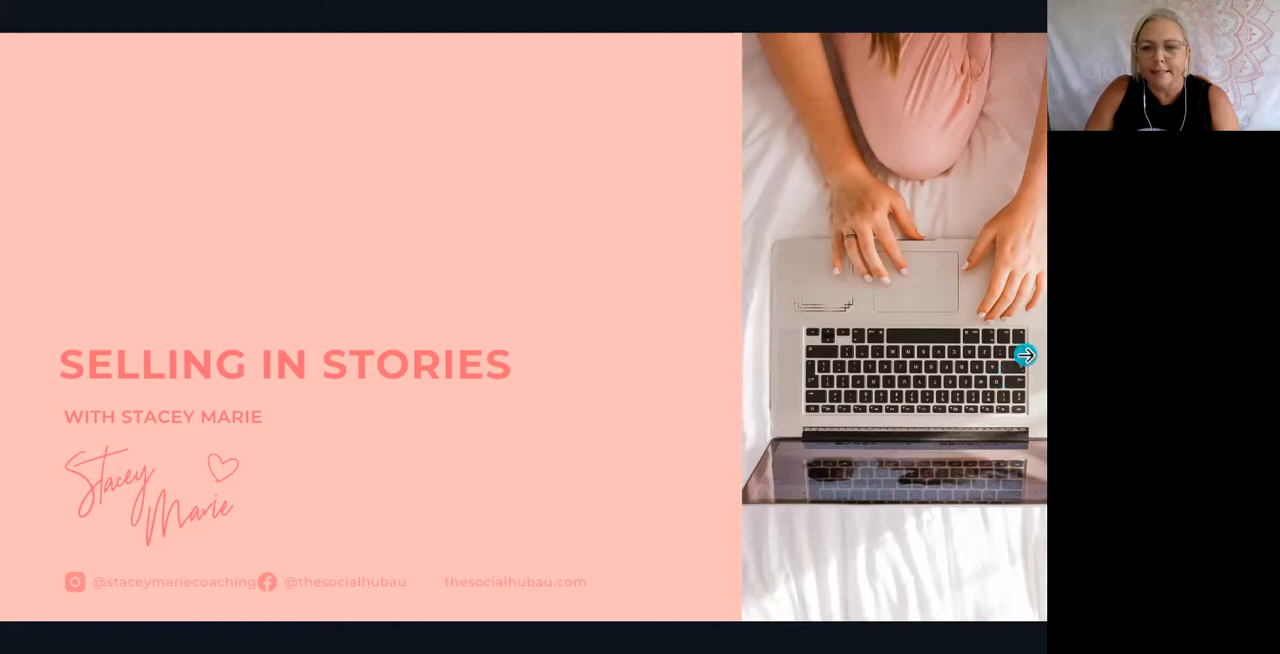 SELLING IN STORIES
WITH STACEY MARIE
Stacey
Marie
@staceymariecoaching @thesocialhubau thesocialhubau.com